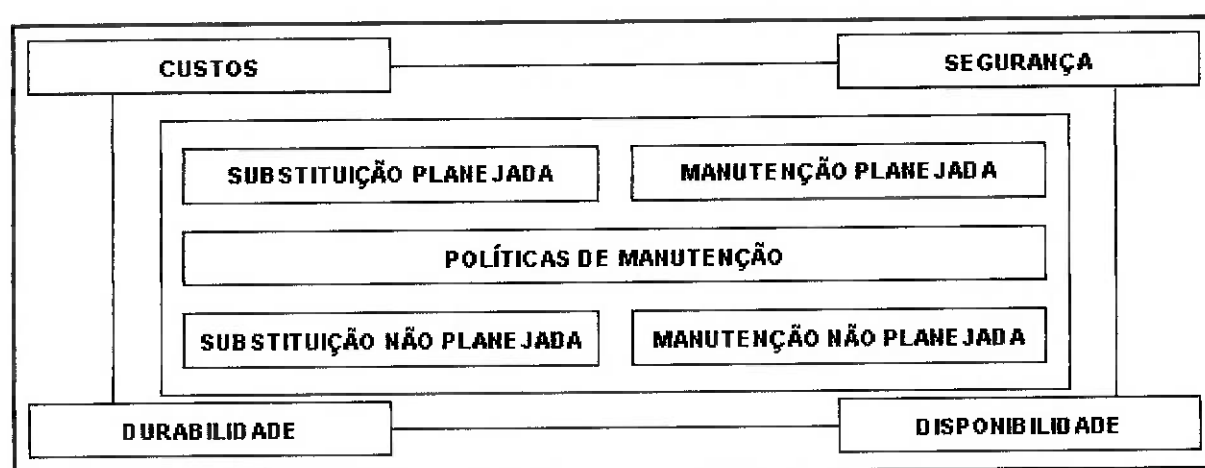 CUSTOS
SEGURANÇA
SUBSTITUIÇÃO PLANEJADA
MANUTENÇÃO PLANEJADA
POLÍTICAS DE MANUTENÇÃO
SUBSTITUIÇÃO NÃO PLANEJADA
MANUTENÇÃO NÃO PLANEJADA
DURABILIDADE
DISPONIBILIDADE